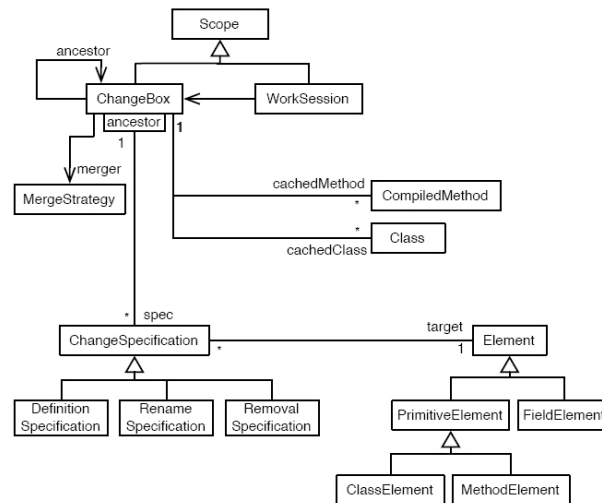 Scope
ancestor
ChangeBox
WorkSession
ancestor
1
1
merger
MergeStrategy
cachedMethod
*
CompiledMethod
*
Class
cachedClass
*
spec
ChangeSpecification
*
target
1
Element
Definition
Specification
Rename
Specification
Removal
Specification
PrimitiveElement
FieldElement
ClassElement
MethodElement